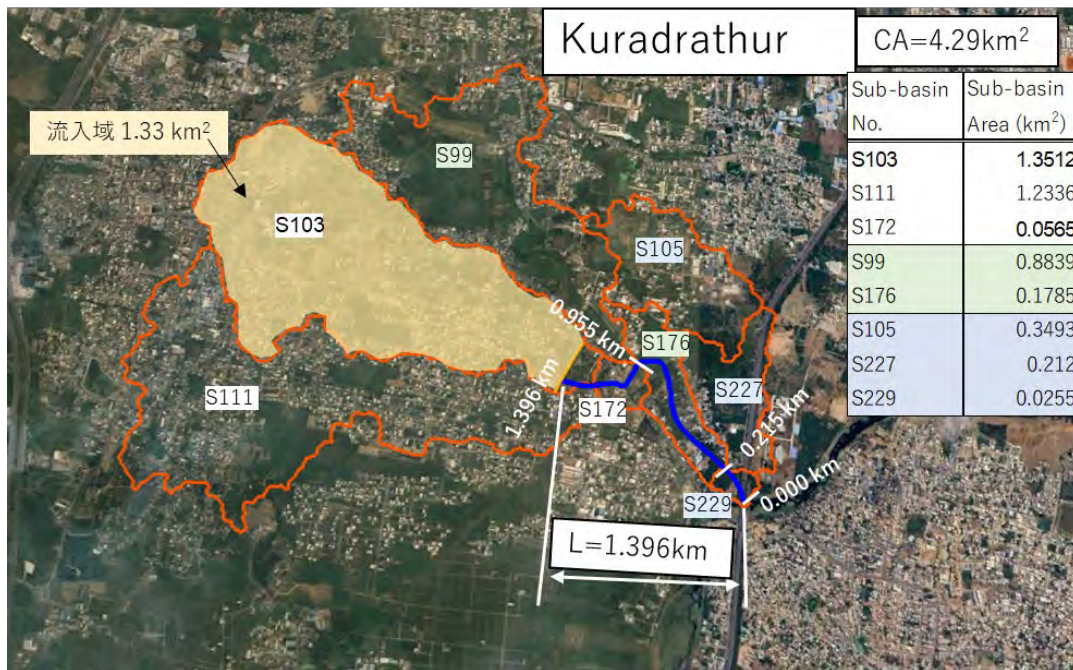 Kuradrathur
CA=4.29km²
Sub-basin No. Sub-basin Area (km²)
S103 1.3512
S111 1.2336
S172 0.0565
S99 0.8839
S176 0.1785
S105 0.3493
S227 0.212
S229 0.0255
流入域 1.33 km²
S99
S103
S105
0.955 km
S176
S227
1.396 km
S111
S172
0.215 km
S229
0.000 km
L=1.396km